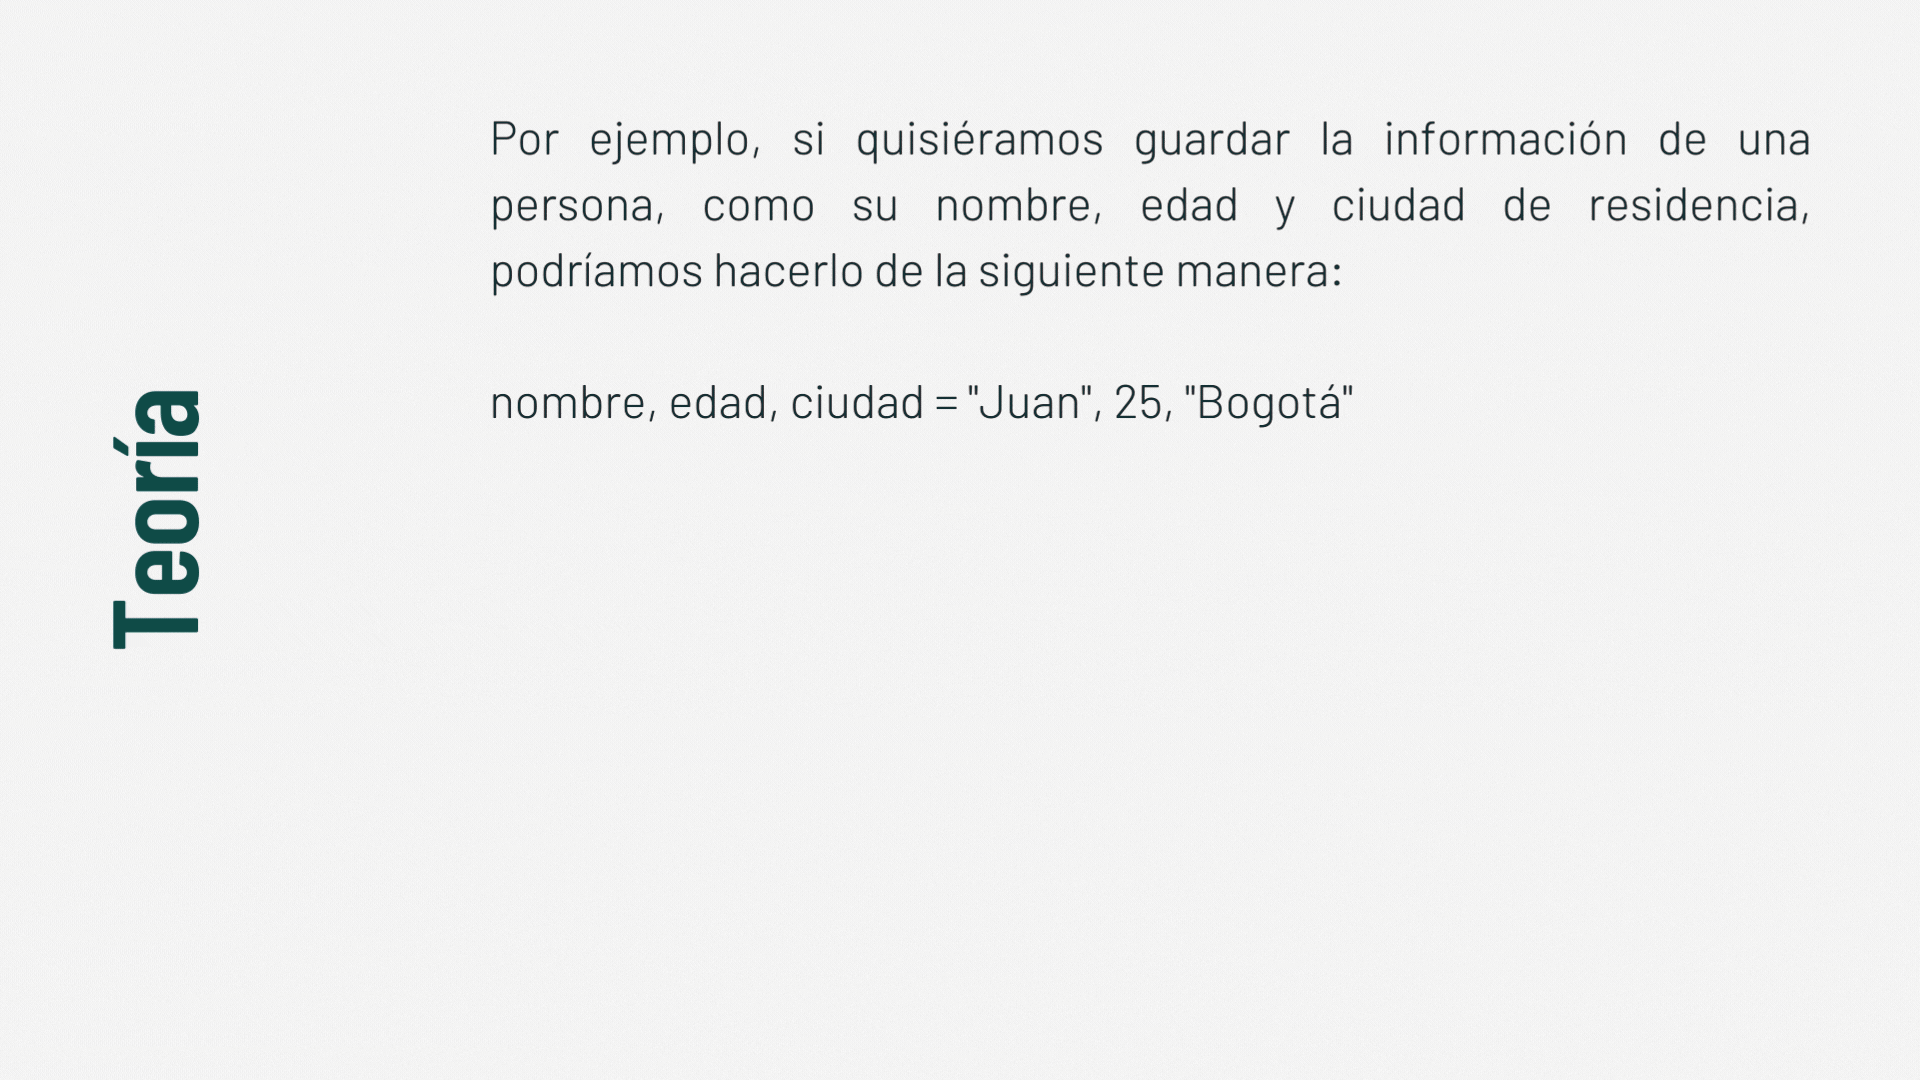 Teoría
Por ejemplo, si quisiéramos guardar la información de una
persona, como su nombre, edad y ciudad de residencia,
podríamos hacerlo de la siguiente manera:
nombre, edad, ciudad = "Juan", 25, "Bogotá"